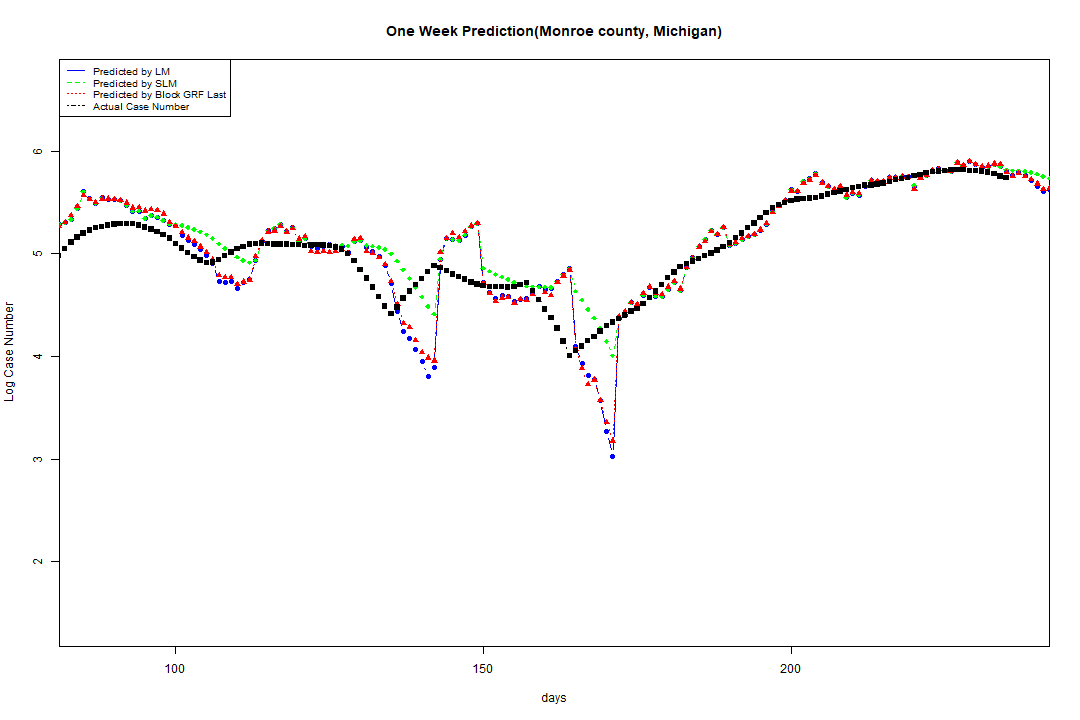 One Week Prediction(Monroe county, Michigan)
Predicted by LM
Predicted by SLM
Predicted by Block GRF Last
Actual Case Number
6
5
4
3
2
Log Case Number
100 150 200
days